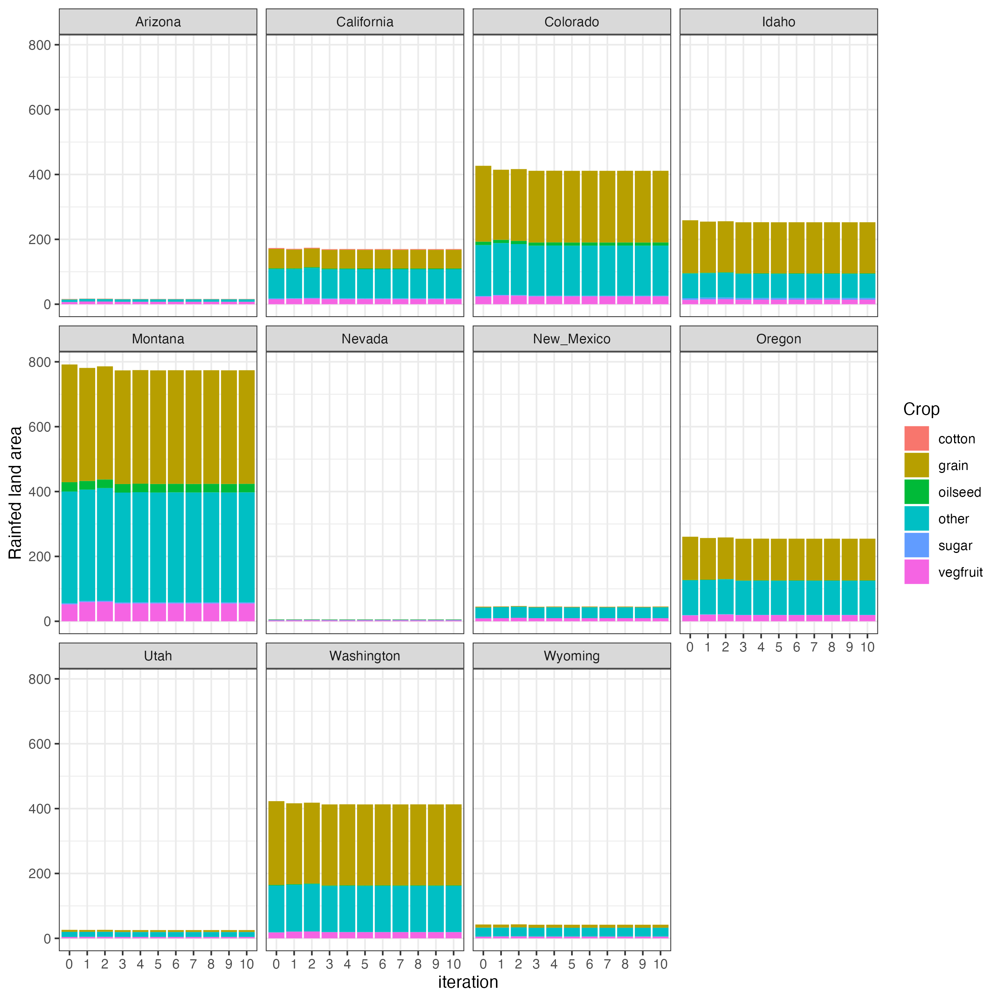 Arizona California Colorado Idaho
800
600
400
200
0
Montana Nevada New_Mexico Oregon
800
600
400
200
0
0 1 2 3 4 5 6 7 8 9 10
Utah Washington Wyoming
800
600
400
200
0
0 1 2 3 4 5 6 7 8 9 10 0 1 2 3 4 5 6 7 8 9 10 0 1 2 3 4 5 6 7 8 9 10
iteration
Rainfed land area
Crop
cotton
grain
oilseed
other
sugar
vegfruit